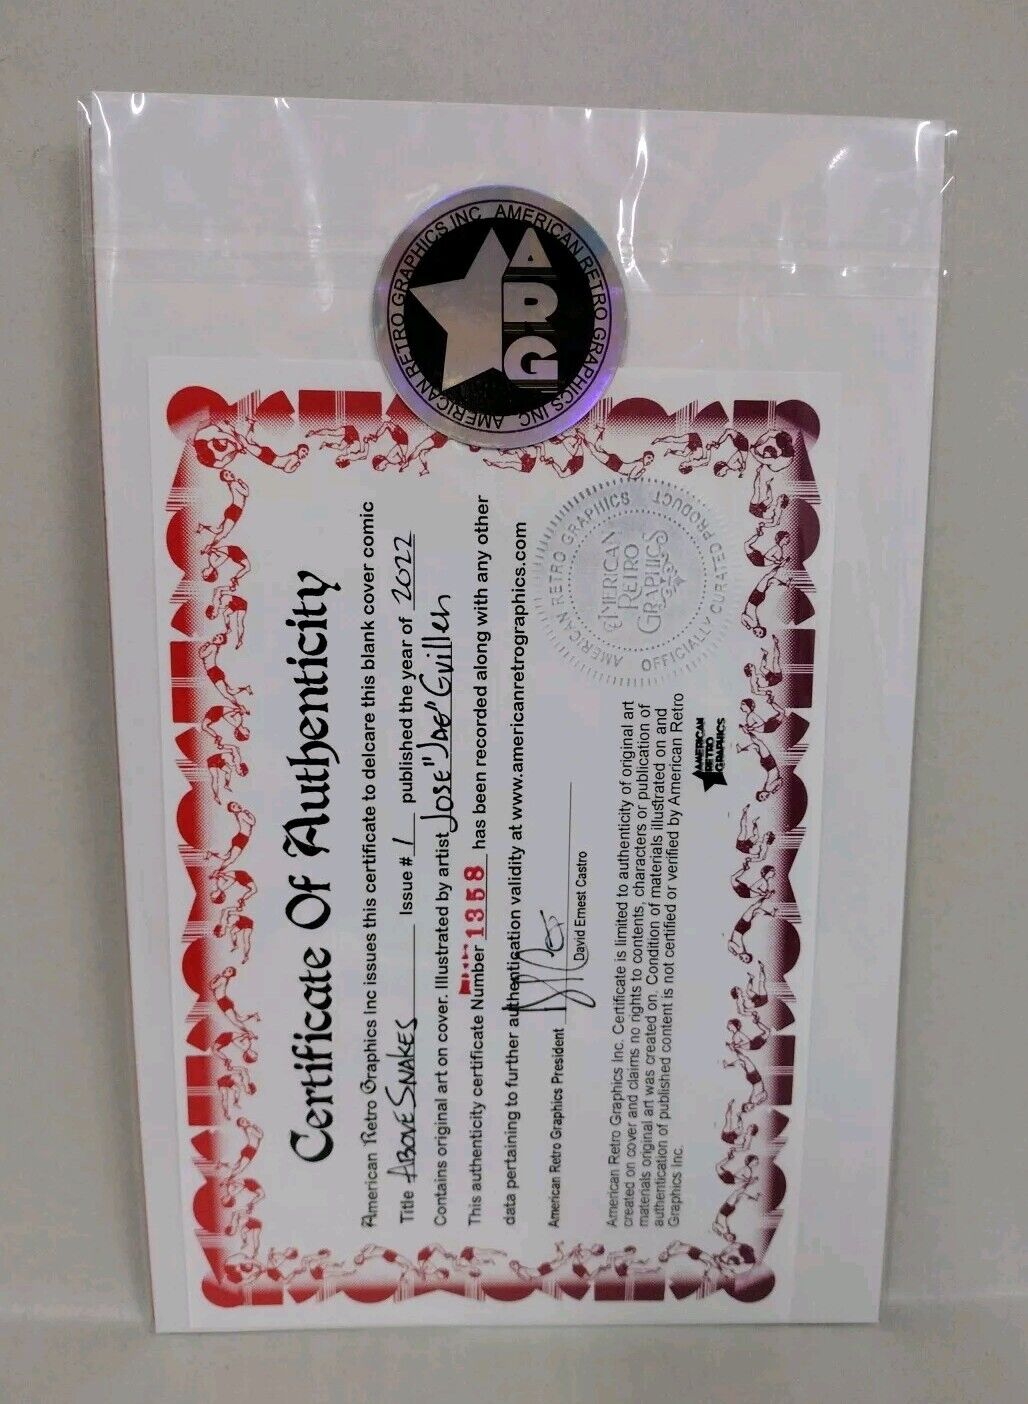 AMERICAN RETRO GRAPHICS INC AMERICAN RETRO GRAPHICS INC
ARG
Certificate Of Authenticity
American Retro Graphics Inc issues this certificate to delcare this blank cover comic
Title ABOVE SNAKES Issue # 1 published the year of 2022
Contains original art on cover. Illustrated by artist JOSE "JAE" GUILLEN
This authenticity certificate Number 1358 has been recorded along with any other
data pertaining to further authentication validity at www.americanretrographics.com
American Retro Graphics President
David Ernest Castro
AMERICAN RETRO GRAPHICS
OFFICIALLY CURATED PRODUCT
AMERICAN
RETRO
GRAPHICS
American Retro Graphics Inc. Certificate is limited to authenticity of original art
created on cover and claims no rights to contents, characters or publication of
materials original art was created on. Condition of materials illustrated on and
authentication of published content is not certified or verified by American Retro
Graphics Inc.
AMERICAN
RETRO
GRAPHICS